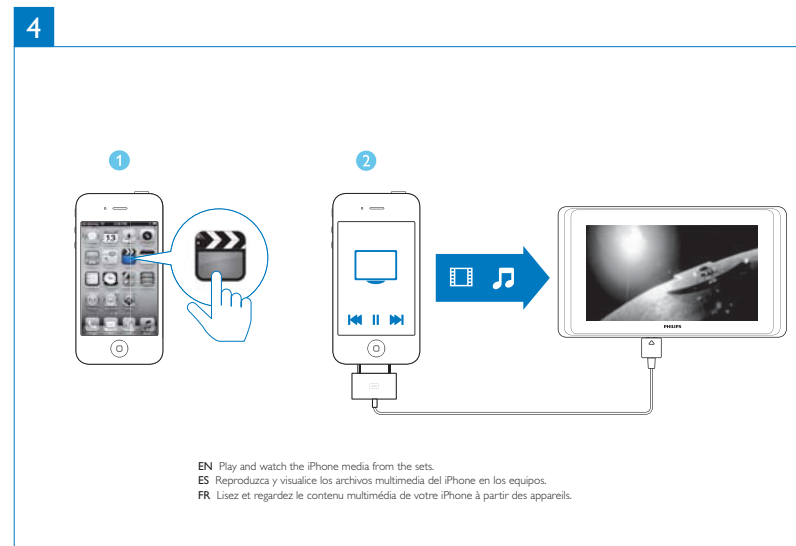 4
1
2
13
PHILIPS
EN Play and watch the iPhone media from the sets.
ES Reproduzca y visualice los archivos multimedia del iPhone en los equipos.
FR Lisez et regardez le contenu multimédia de votre iPhone à partir des appareils.